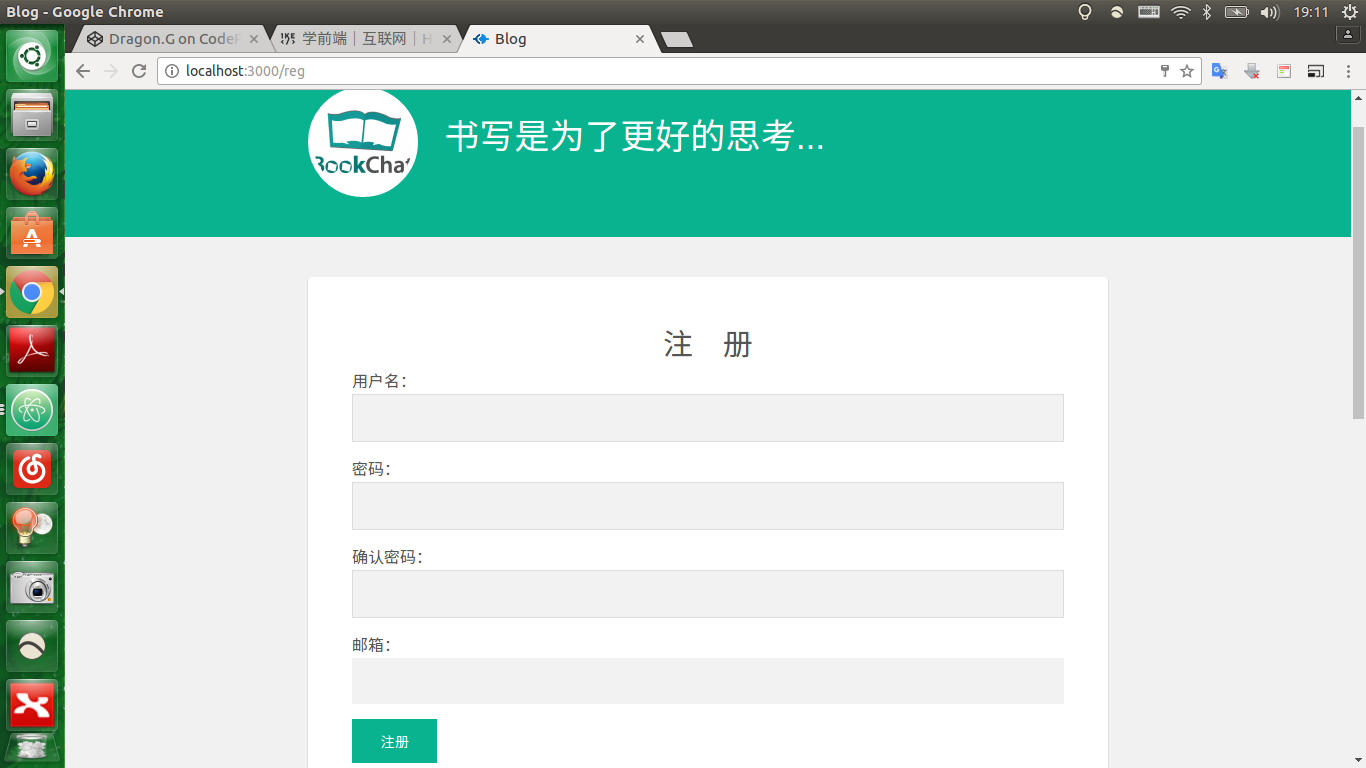 Blog - Google Chrome
19:11
Dragon.G on CodeP
学前端｜互联网｜H
Blog
localhost:3000/reg
BookChat
书写是为了更好的思考...
注 册
用户名：
密码：
确认密码：
邮箱：
注册